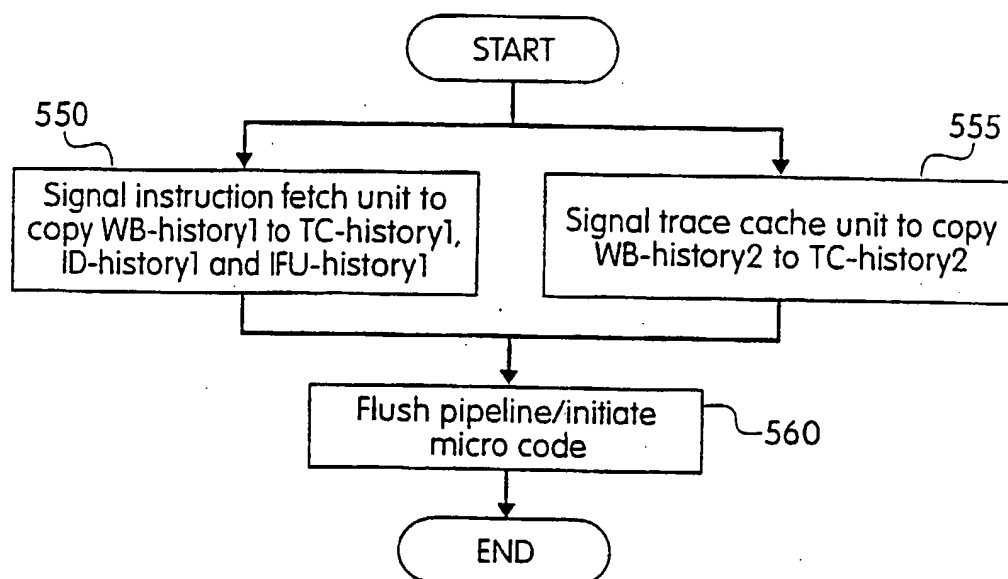 START
550
555
Signal instruction fetch unit to
copy WB-history1 to TC-history1,
ID-history1 and IFU-history1
Signal trace cache unit to copy
WB-history2 to TC-history2
Flush pipeline/initiate
micro code
560
END